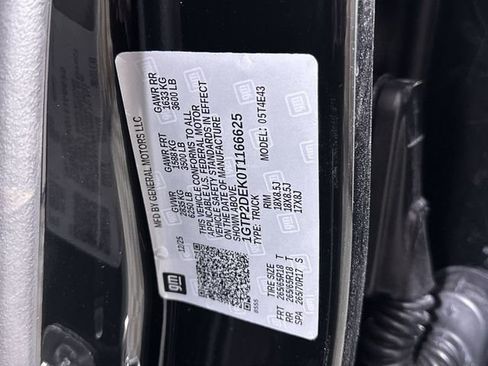 MFD BY GENERAL MOTORS LLC
12/25 GVWR GAWR FRT GAWR RR
KG 1588 KG 1633 KG
LB 3500 LB 3600 LB
THIS VEHICLE CONFORMS TO ALL
APPLICABLE U.S. FEDERAL MOTOR
VEHICLE SAFETY STANDARDS IN EFFECT
ON THE DATE OF MANUFACTURE
SHOWN ABOVE.
1GTP2DEK0T1166625
TYPE: TRUCK MODEL: 05T4E43
TIRE SIZE RIM
FRT 265/65R18 T 18X8.5J
RR 265/65R18 T 18X8.5J
SPA 265/70R17 S 17X8J
gm